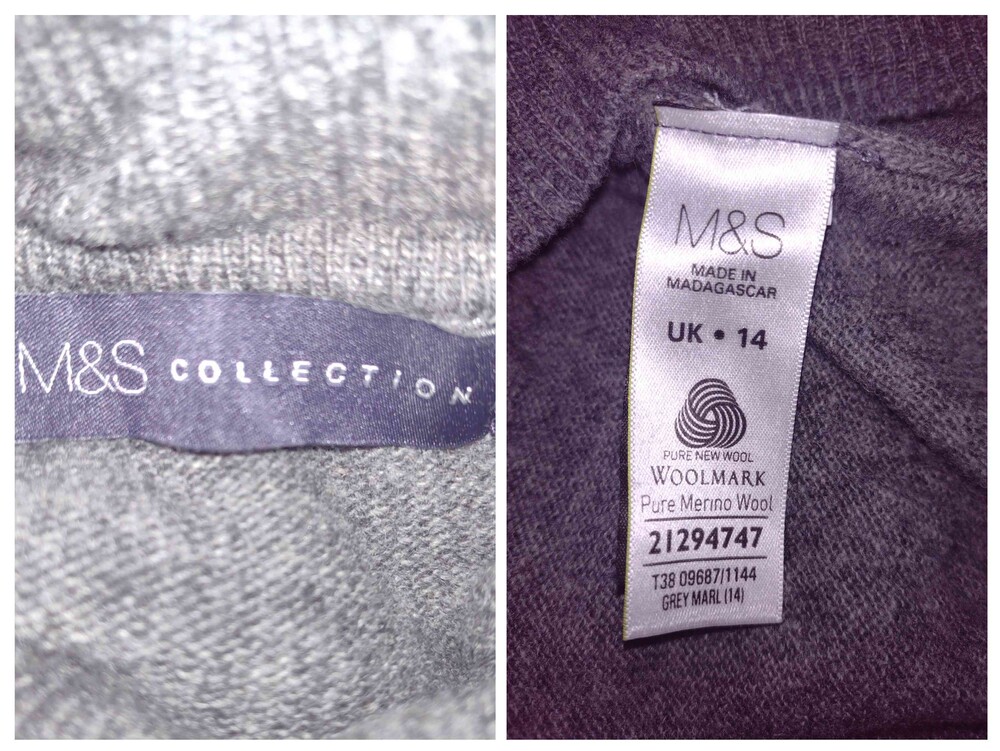 M&S COLLECTION
M&S
MADE IN
MADAGASCAR
UK • 14
PURE NEW WOOL
WOOLMARK
Pure Merino Wool
21294747
T38 09687/1144
GREY MARL (14)